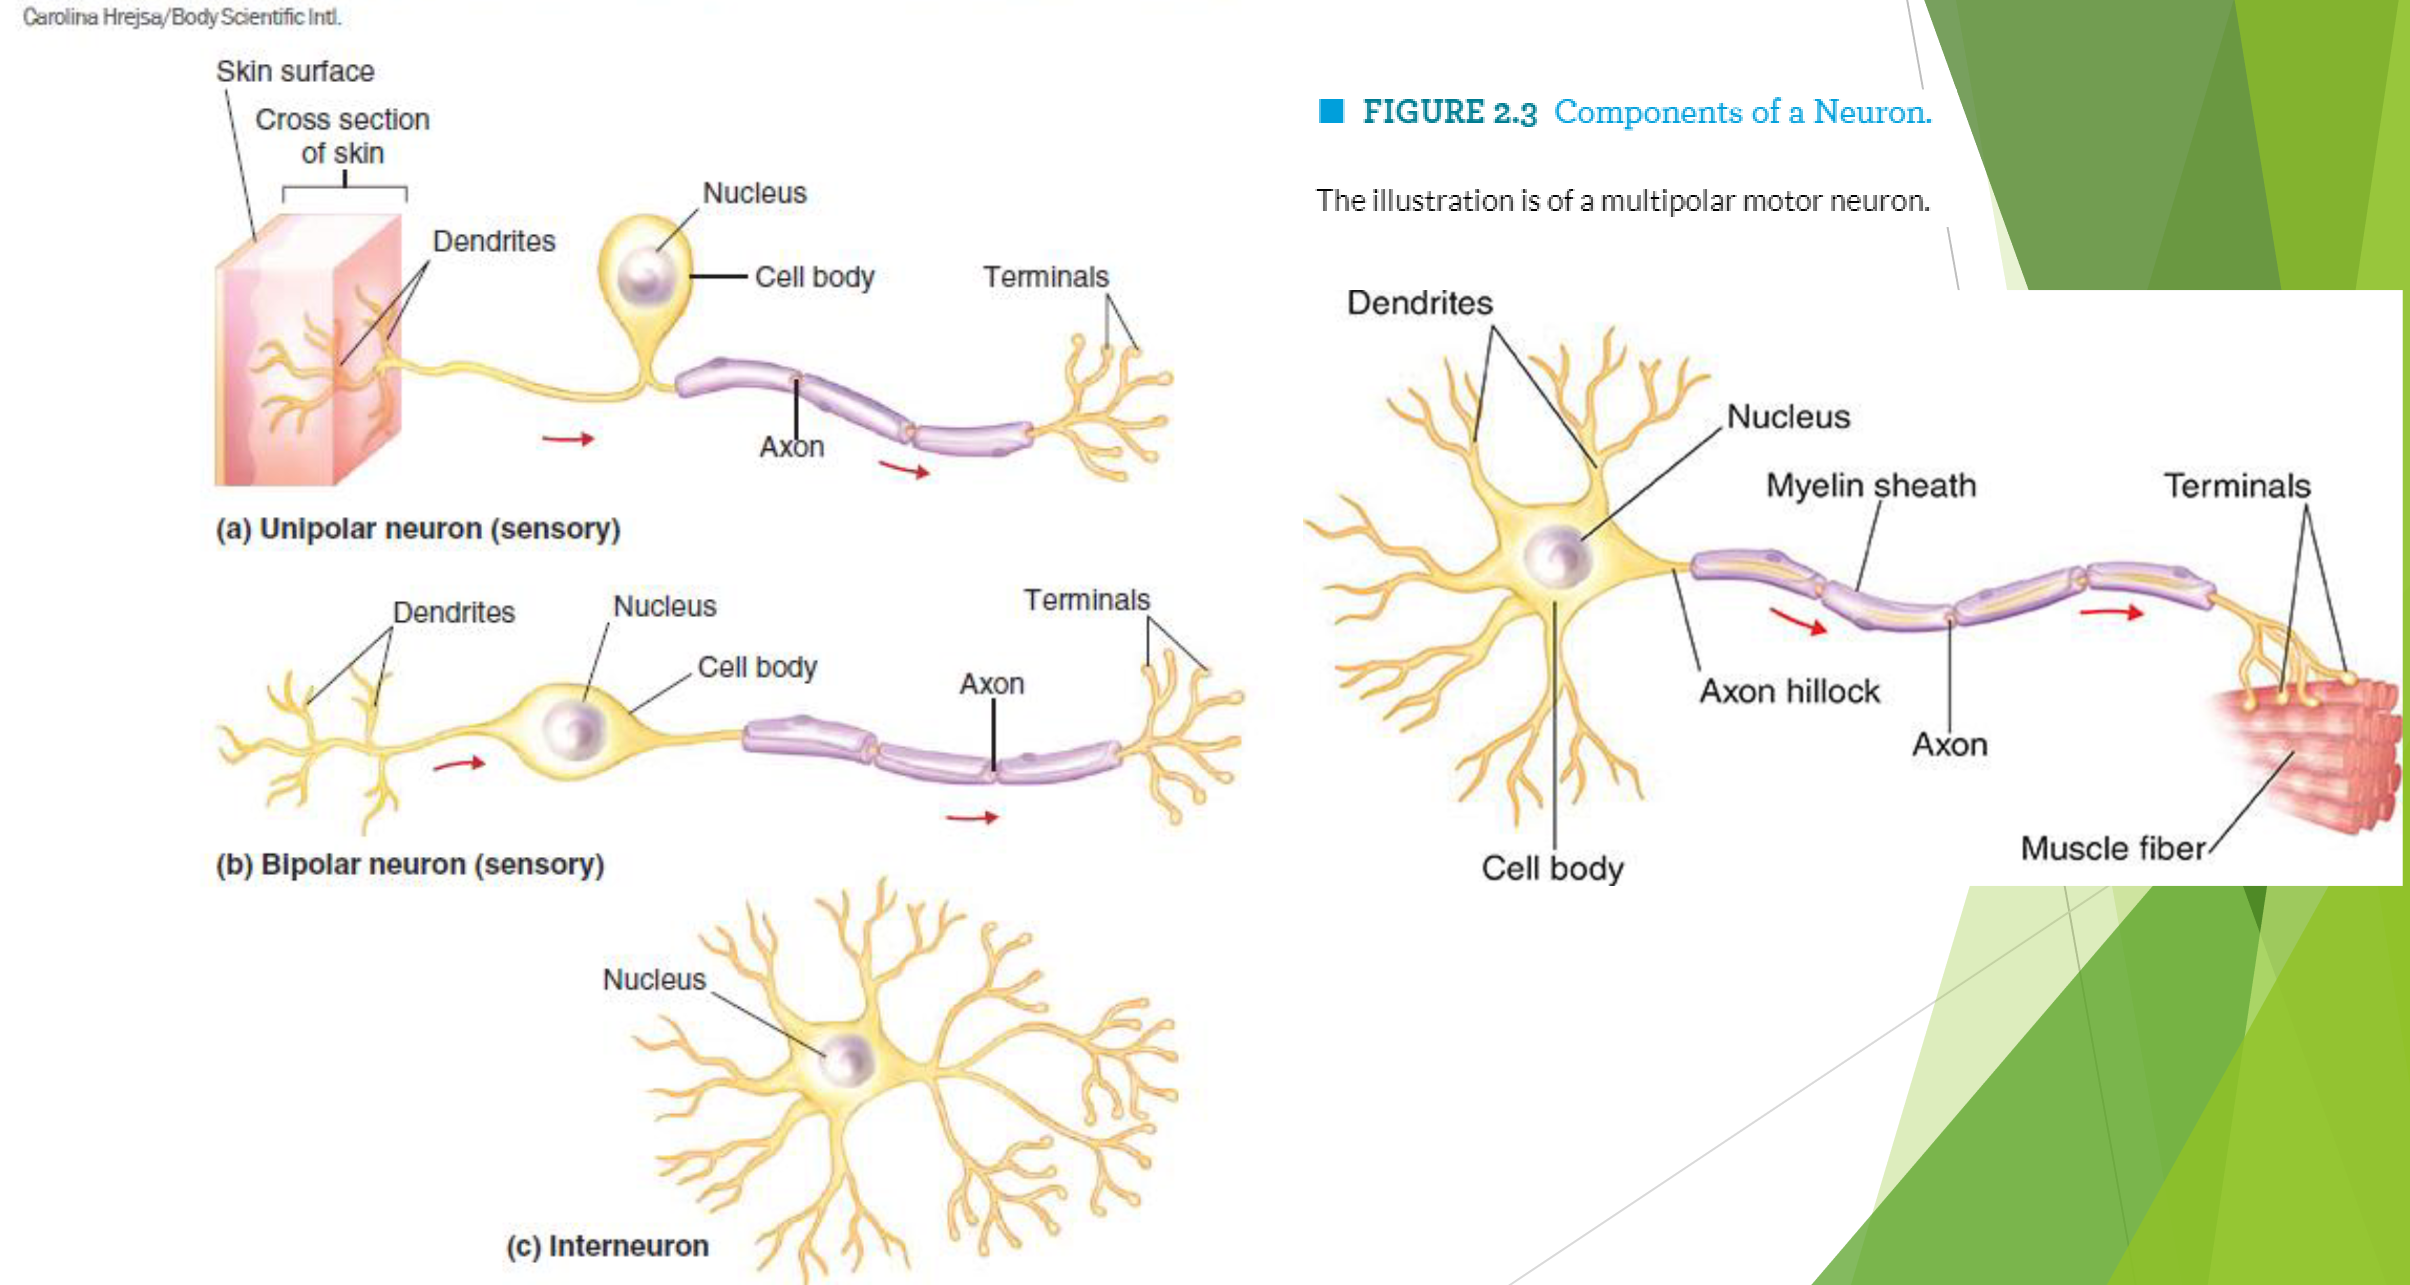 Carolina Hrejsa/Body Scientific Intl.
Skin surface
Cross section
of skin
Dendrites
Nucleus
Cell body
Terminals
Axon
(a) Unipolar neuron (sensory)
Dendrites
Nucleus
Cell body
Axon
Terminals
(b) Bipolar neuron (sensory)
Nucleus
(c) Interneuron
FIGURE 2.3 Components of a Neuron.
The illustration is of a multipolar motor neuron.
Dendrites
Nucleus
Myelin sheath
Terminals
Axon hillock
Axon
Muscle fiber
Cell body